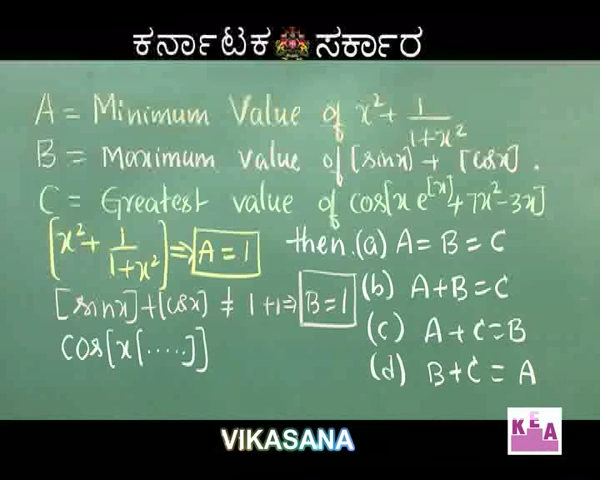 ಕರ್ನಾಟಕ ಸರ್ಕಾರ
A = Minimum Value of x² + 1/(1+x²)
B = Maximum value of [sinx] + [cosx].
C = Greatest value of cos[x e^[x] + 7x² - 3x]
[x² + 1/(1+x²)] ⇒ A = 1
then (a) A = B = C
[sinx] + [cosx] ≠ 1+1 ⇒ B = 1
(b) A + B = C
cos[x[.....]]
(c) A + C = B
(d) B + C = A
KEA
VIKASANA